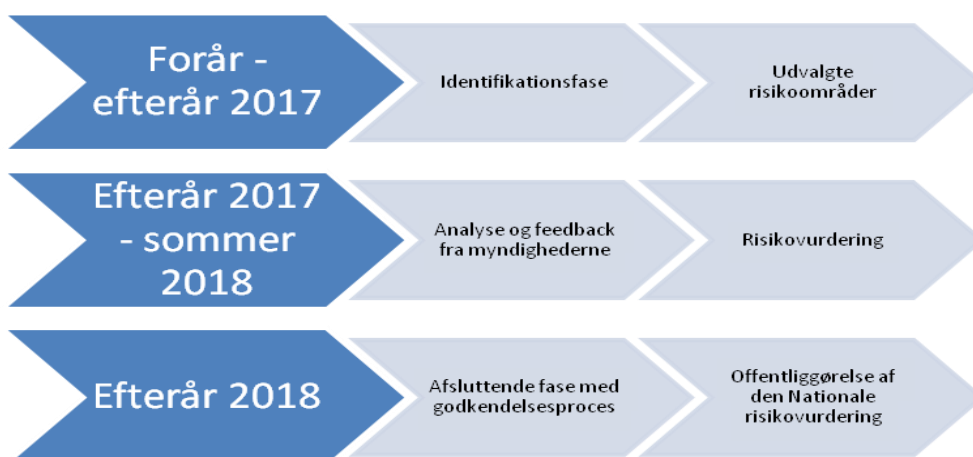 Forår -
efterår 2017
Identifikationsfase
Udvalgte
risikoområder
Efterår 2017
- sommer
2018
Analyse og feedback
fra myndighederne
Risikovurdering
Efterår 2018
Afsluttende fase med
godkendelsesproces
Offentliggørelse af
den Nationale
risikovurdering